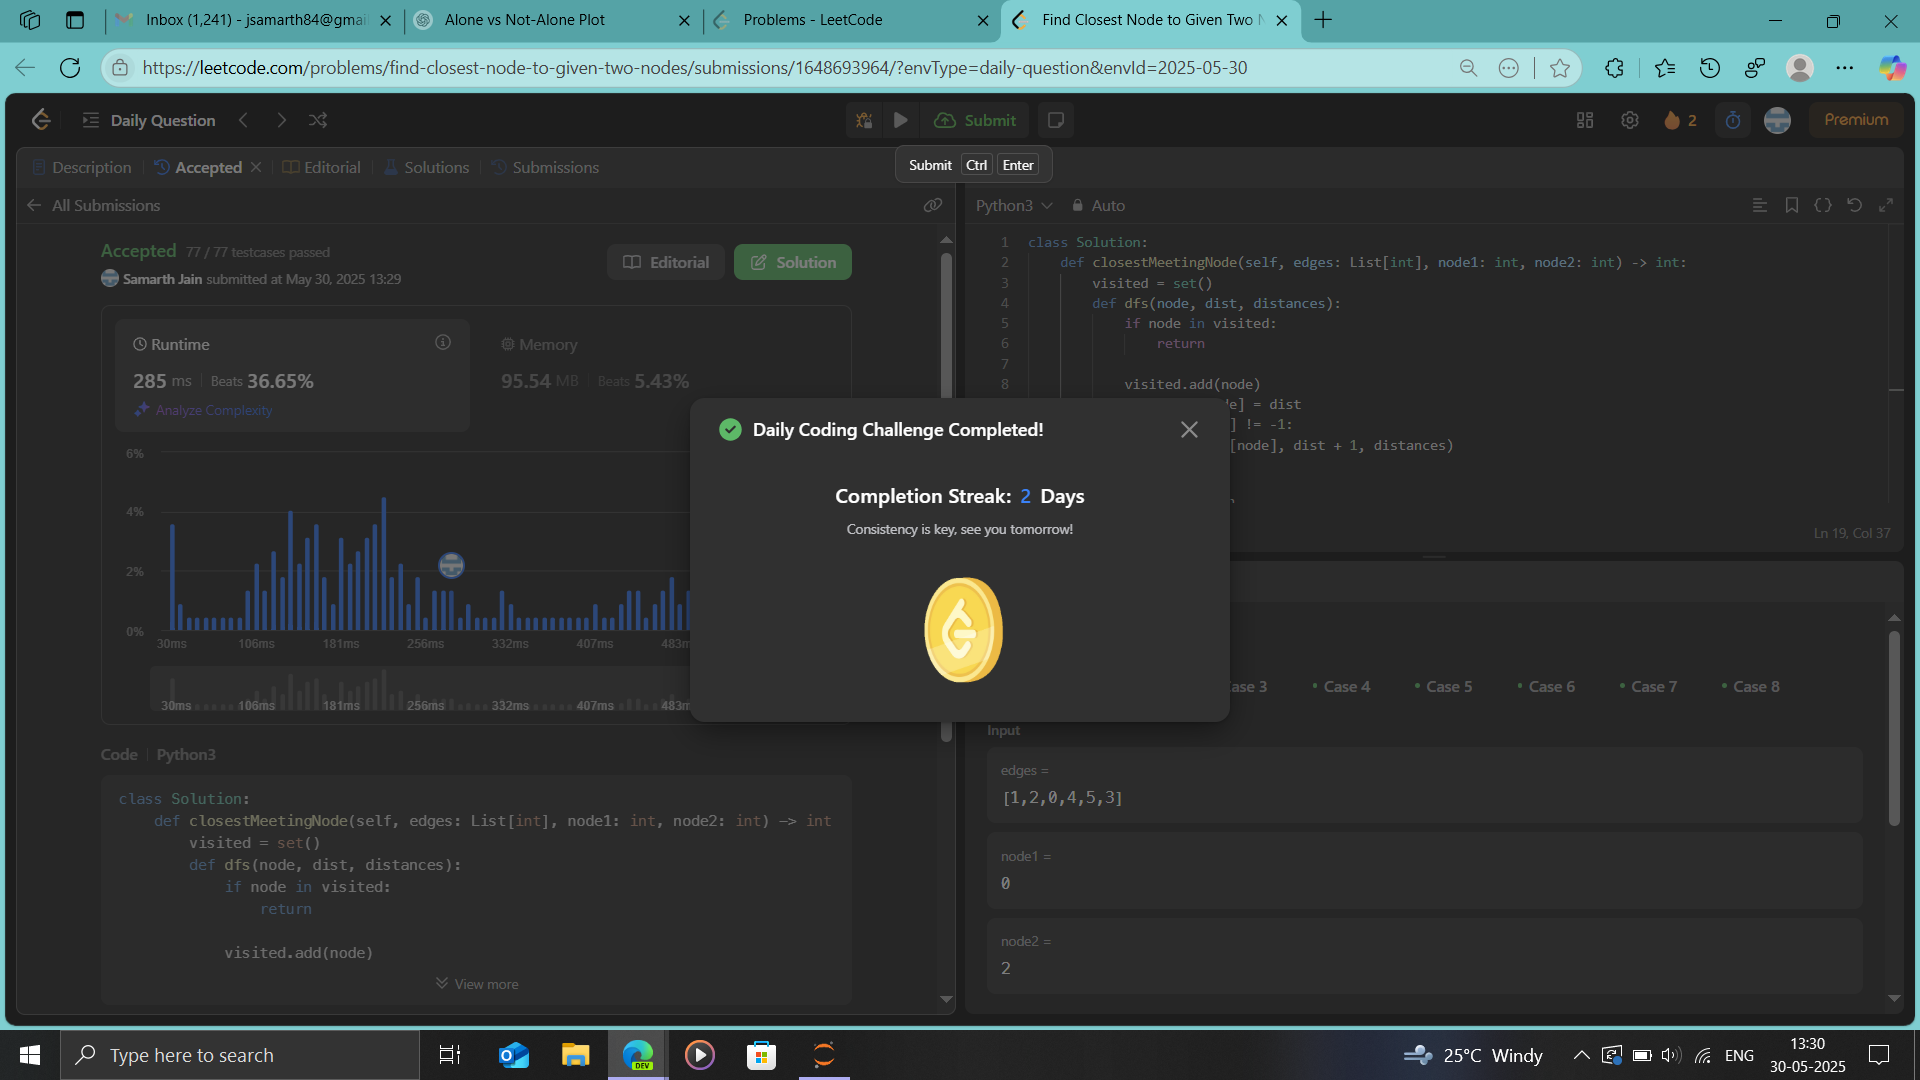 Inbox (1,241) - jsamarth84@gmai
Alone vs Not-Alone Plot
Problems - LeetCode
Find Closest Node to Given Two N
https://leetcode.com/problems/find-closest-node-to-given-two-nodes/submissions/1648693964/?envType=daily-question&envId=2025-05-30
Daily Question
Submit
2
Premium
Submit Ctrl Enter
Description
Accepted
Editorial
Solutions
Submissions
All Submissions
Accepted 77 / 77 testcases passed
Samarth Jain submitted at May 30, 2025 13:29
Editorial
Solution
Runtime
285 ms Beats 36.65%
Analyze Complexity
Memory
95.54 MB Beats 5.43%
6%
4%
2%
0%
30ms 106ms 181ms 256ms 332ms 407ms 483m
30ms 106ms 181ms 256ms 332ms 407ms 483m
Code Python3
class Solution:
def closestMeetingNode(self, edges: List[int], node1: int, node2: int) -> int
visited = set()
def dfs(node, dist, distances):
if node in visited:
return
visited.add(node)
View more
Python3 Auto
1 class Solution:
2 def closestMeetingNode(self, edges: List[int], node1: int, node2: int) -> int:
3 visited = set()
4 def dfs(node, dist, distances):
5 if node in visited:
6 return
7
8 visited.add(node)
e] = dist
] != -1:
[node], dist + 1, distances)
Ln 19, Col 37
Daily Coding Challenge Completed!
Completion Streak: 2 Days
Consistency is key, see you tomorrow!
ase 3
Case 4
Case 5
Case 6
Case 7
Case 8
Input
edges =
[1,2,0,4,5,3]
node1 =
0
node2 =
2
Type here to search
DEV
25°C Windy
ENG
13:30
30-05-2025